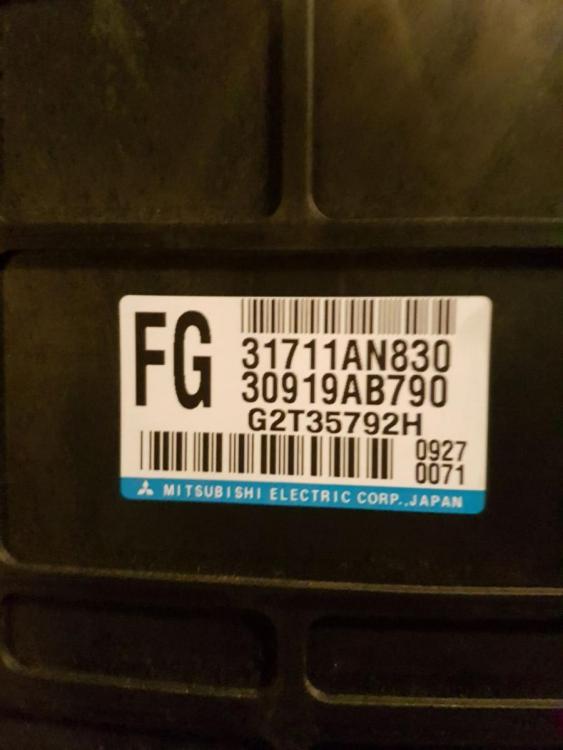 FG
31711AN830
30919AB790
G2T35792H
0927
0071
MITSUBISHI ELECTRIC CORP.,JAPAN